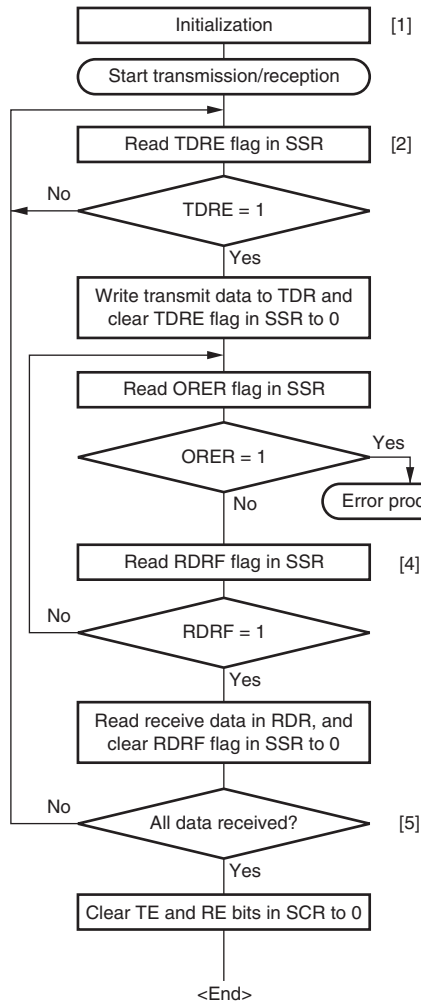 Initialization [1]
Start transmission/reception
Read TDRE flag in SSR [2]
No
TDRE = 1
Yes
Write transmit data to TDR and
clear TDRE flag in SSR to 0
Read ORER flag in SSR
Yes
ORER = 1
No
Error
Read RDRF flag in SSR [4]
No
RDRF = 1
Yes
Read receive data in RDR, and
clear RDRF flag in SSR to 0
No
All data received? [5]
Yes
Clear TE and RE bits in SCR to 0
<End>